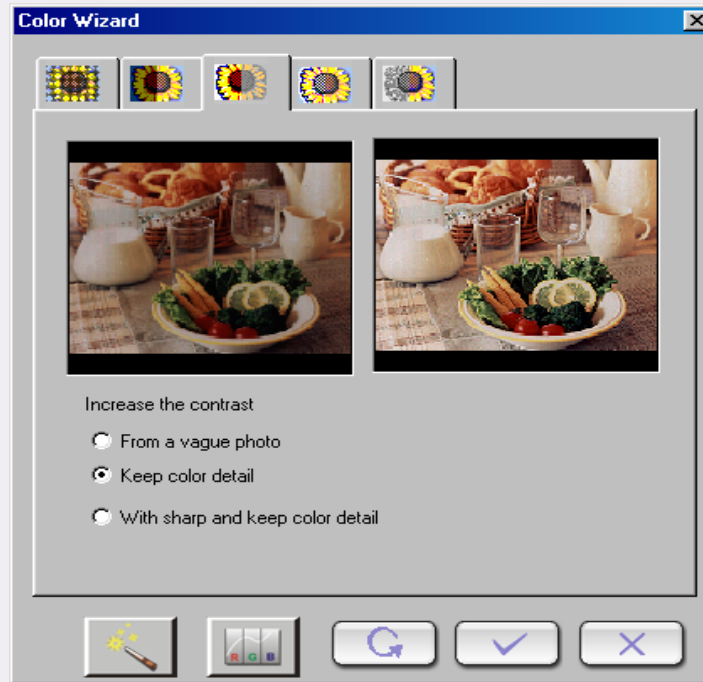 Color Wizard
Increase the contrast
From a vague photo
Keep color detail
With sharp and keep color detail
R G B